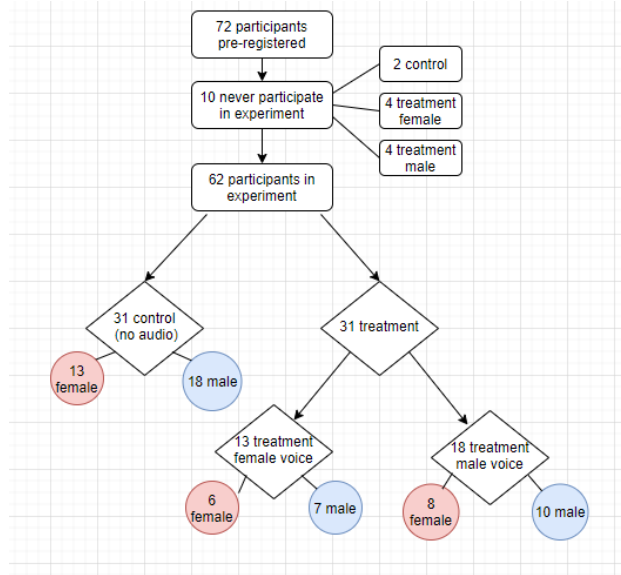 72 participants
pre-registered
2 control
10 never participate
in experiment
4 treatment
female
4 treatment
male
62 participants in
experiment
31 control
(no audio)
31 treatment
13
female
18 male
13 treatment
female voice
18 treatment
male voice
6
female
7 male
8
female
10 male